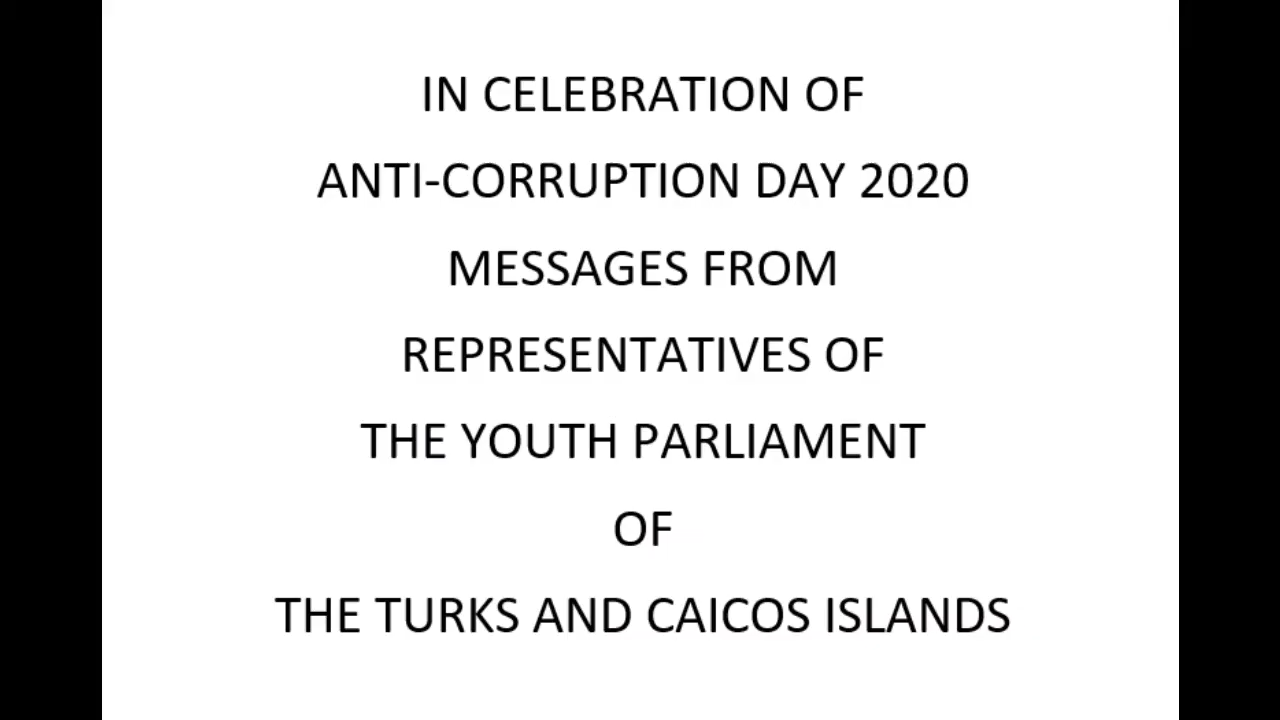 IN CELEBRATION OF
ANTI-CORRUPTION DAY 2020
MESSAGES FROM
REPRESENTATIVES OF
THE YOUTH PARLIAMENT
OF
THE TURKS AND CAICOS ISLANDS